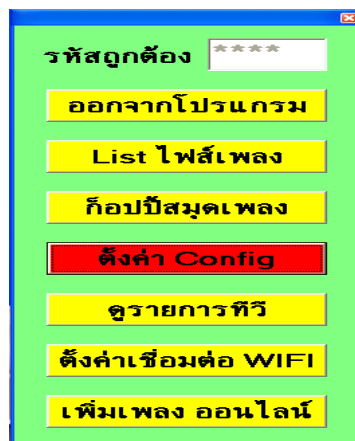 รหัสถูกต้อง ****
ออกจากโปรแกรม
List ไฟส์เพลง
ก็อปปี้สมุดเพลง
ตั้งค่า Config
ดูรายการทีวี
ตั้งค่าเชื่อมต่อ WIFI
เพิ่มเพลง ออนไลน์